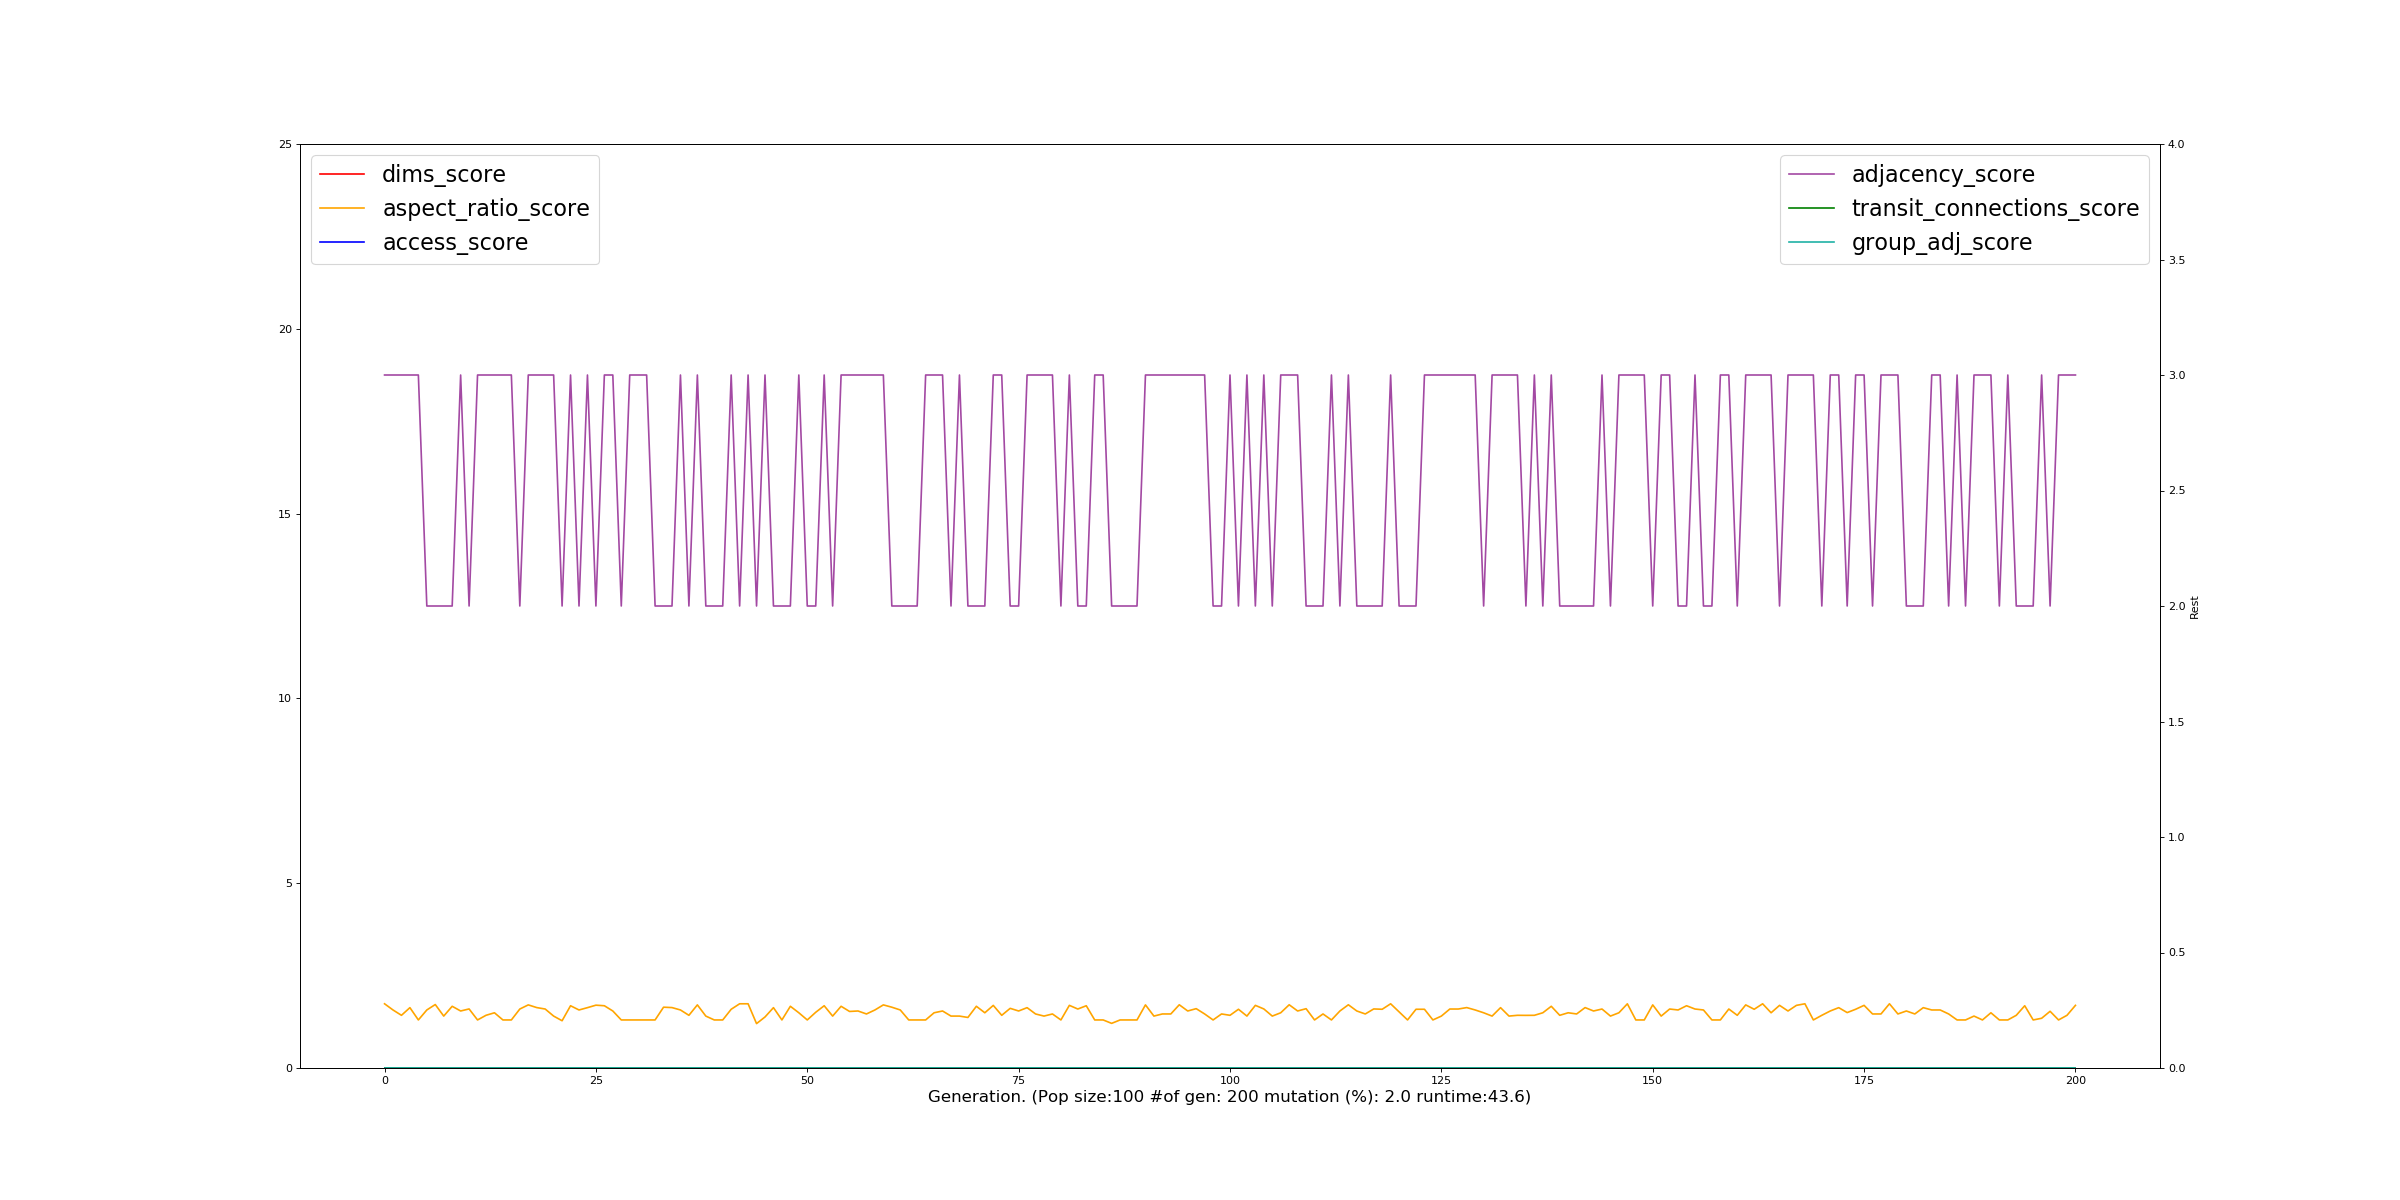 25
20
15
10
5
0
dims_score
aspect_ratio_score
access_score
adjacency_score
transit_connections_score
group_adj_score
4.0
3.5
3.0
2.5
2.0
1.5
1.0
0.5
0.0
Rest
0 25 50 75 100 125 150 175 200
Generation. (Pop size:100 #of gen: 200 mutation (%): 2.0 runtime:43.6)